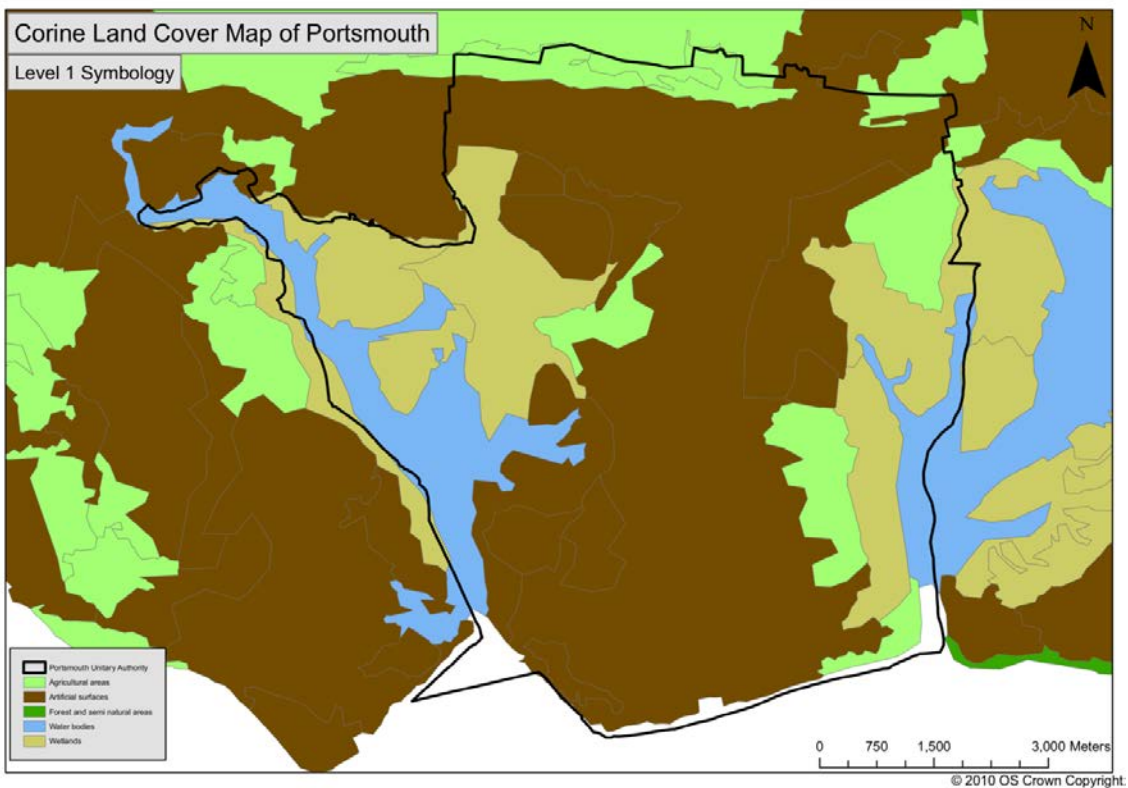 Corine Land Cover Map of Portsmouth
Level 1 Symbology
N
Portsmouth Unitary Authority
Agricultural areas
Artificial surfaces
Forest and semi natural areas
Water bodies
Wetlands
0 750 1,500 3,000 Meters
© 2010 OS Crown Copyright: